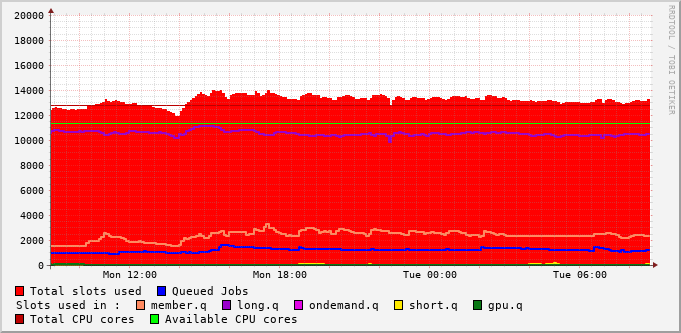 20000
18000
16000
14000
12000
10000
8000
6000
4000
2000
0
Mon 12:00 Mon 18:00 Tue 00:00 Tue 06:00
RRDTOOL / TOBI OETIKER
Total slots used Queued Jobs
Slots used in : member.q long.q ondemand.q short.q gpu.q
Total CPU cores Available CPU cores